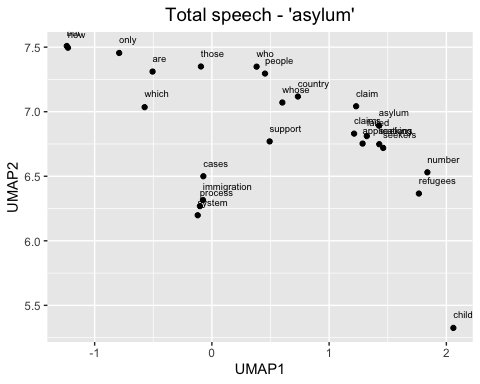 Total speech - 'asylum'
7.5
7.0
6.5
6.0
5.5
UMAP2
new
only
are
those
who
people
which
whose
country
claim
asylum
claims
failed
applications
seekers
support
cases
immigration
process
system
number
refugees
child
-1
0
1
2
UMAP1